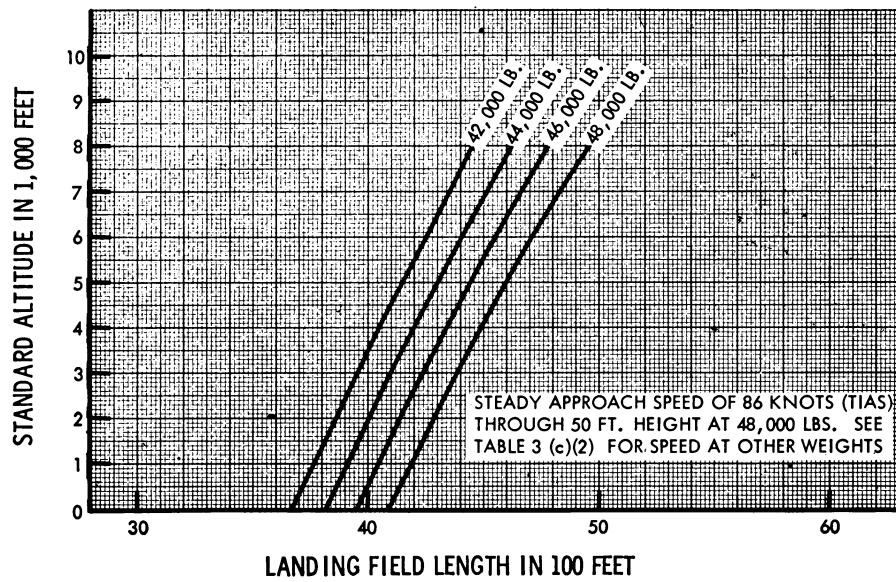 STANDARD ALTITUDE IN 1,000 FEET
10
9
8
7
6
5
4
3
2
1
0
42,000 LB.
44,000 LB.
46,000 LB.
48,000 LB.
STEADY APPROACH SPEED OF 86 KNOTS (TIAS)
THROUGH 50 FT. HEIGHT AT 48,000 LBS. SEE
TABLE 3 (c)(2) FOR SPEED AT OTHER WEIGHTS
30
40
50
60
LANDING FIELD LENGTH IN 100 FEET